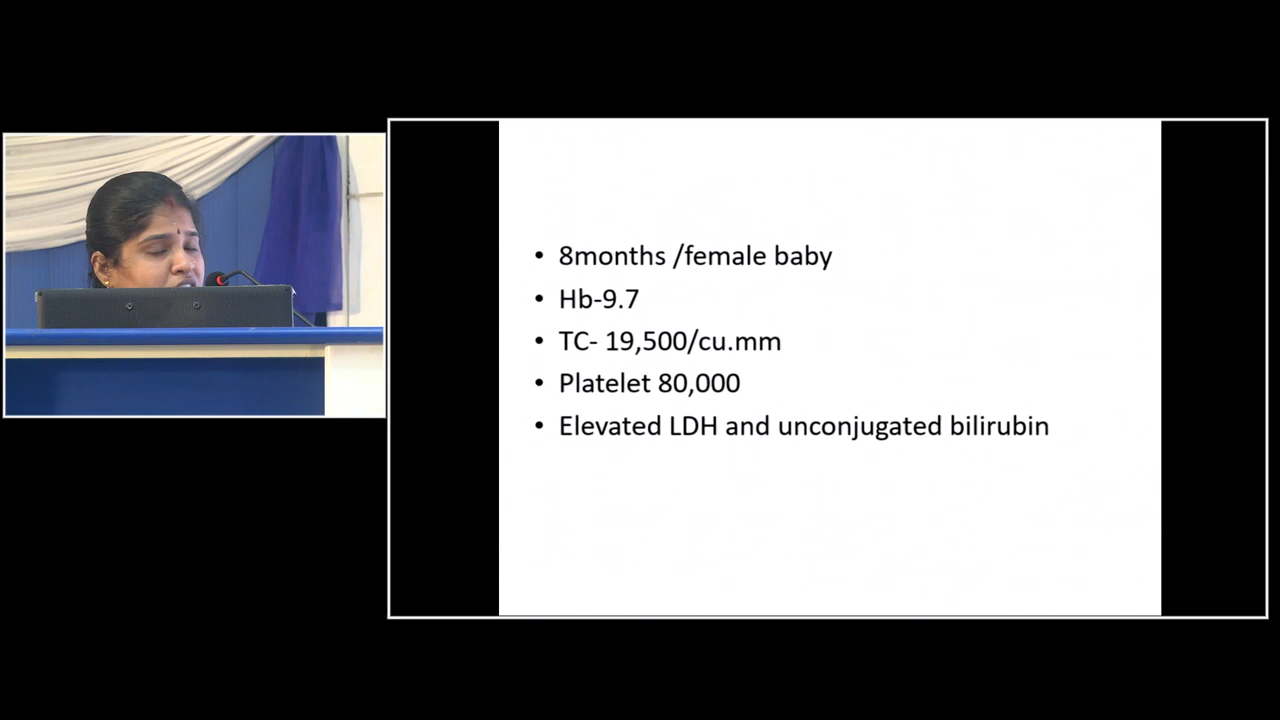 • 8months /female baby
• Hb-9.7
• TC- 19,500/cu.mm
• Platelet 80,000
• Elevated LDH and unconjugated bilirubin